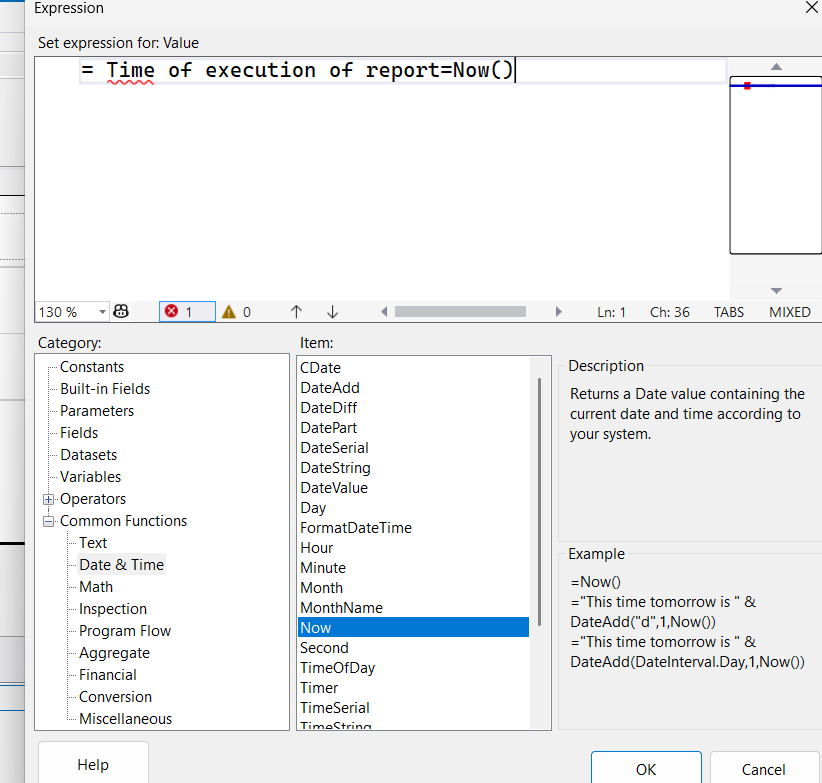 Expression
Set expression for: Value
= Time of execution of report=Now()
130 %
1
0
Ln: 1
Ch: 36
TABS
MIXED
Category:
Constants
Built-in Fields
Parameters
Fields
Datasets
Variables
Operators
Common Functions
Text
Date & Time
Math
Inspection
Program Flow
Aggregate
Financial
Conversion
Miscellaneous
Item:
CDate
DateAdd
DateDiff
DatePart
DateSerial
DateString
DateValue
Day
FormatDateTime
Hour
Minute
Month
MonthName
Now
Second
TimeOfDay
Timer
TimeSerial
TimeString
Description
Returns a Date value containing the
current date and time according to
your system.
Example
=Now()
="This time tomorrow is " &
DateAdd("d",1,Now())
="This time tomorrow is " &
DateAdd(DateInterval.Day,1,Now())
Help
OK
Cancel